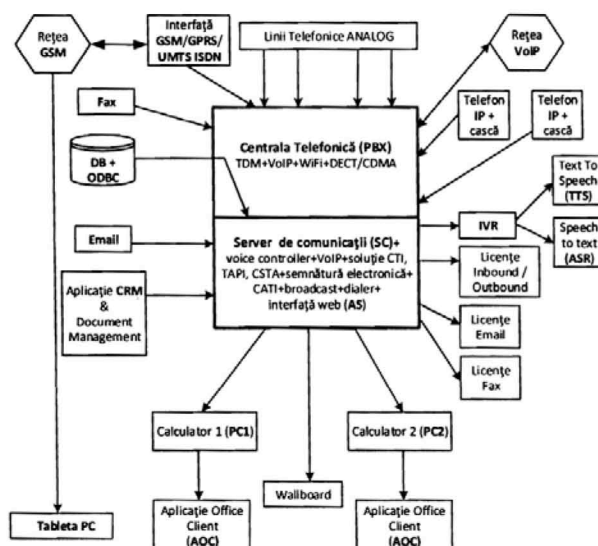 Rețea
GSM
Interfață
GSM/GPRS/
UMTS ISDN
Linii Telefonice ANALOG
Rețea
VoIP
Fax
Telefon
IP +
cască
Telefon
IP +
cască
Centrala Telefonică (PBX)
TDM+VoIP+WiFi+DECT/CDMA
DB +
ODBC
Text To
Speech
(TTS)
Email
Server de comunicații (SC)+
voice controller+VoIP+soluție CTI,
TAPI, CSTA+semnătură electronică+
CATI+broadcast+dialer+
interfață web (AS)
IVR
Speech
to text
(ASR)
Licențe
Inbound /
Outbound
Aplicație CRM
&
Document
Management
Licențe
Email
Licențe
Fax
Calculator 1 (PC1)
Calculator 2 (PC2)
Wallboard
Tableta PC
Aplicație Office
Client
(AOC)
Aplicație Office
Client
(AOC)